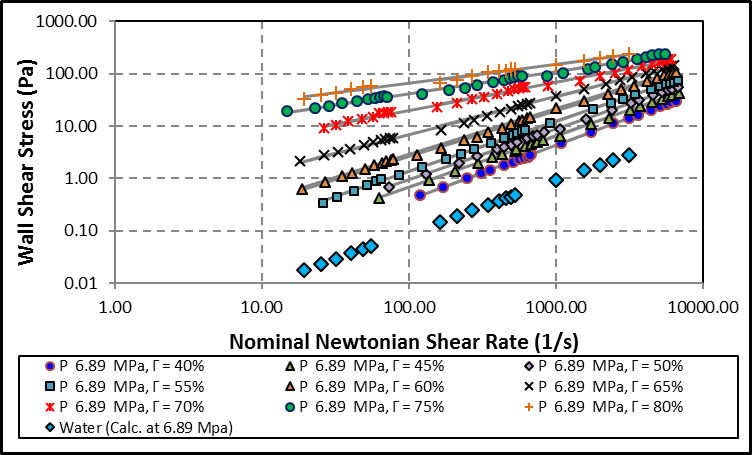 Wall Shear Stress (Pa)
1000.00
100.00
10.00
1.00
0.10
0.01
1.00 10.00 100.00 1000.00 10000.00
Nominal Newtonian Shear Rate (1/s)
P 6.89 MPa, Γ = 40% P 6.89 MPa, Γ = 45% P 6.89 MPa, Γ = 50%
P 6.89 MPa, Γ = 55% P 6.89 MPa, Γ = 60% P 6.89 MPa, Γ = 65%
P 6.89 MPa, Γ = 70% P 6.89 MPa, Γ = 75% P 6.89 MPa, Γ = 80%
Water (Calc. at 6.89 Mpa)